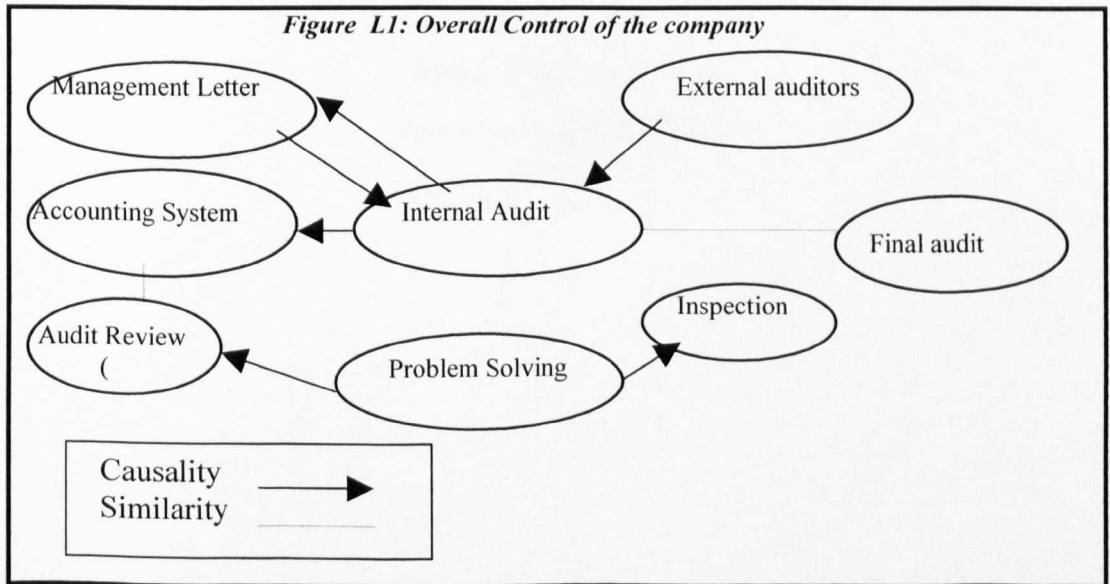 Figure L1: Overall Control of the company
Management Letter
External auditors
Accounting System
Internal Audit
Final audit
Inspection
Audit Review
(
Problem Solving
Causality
Similarity